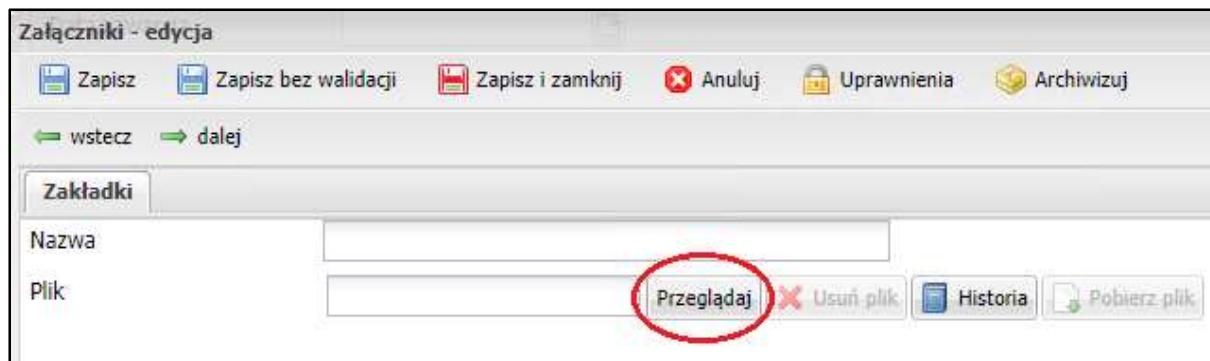 Załączniki - edycja
Zapisz Zapisz bez walidacji Zapisz i zamknij Anuluj Uprawnienia Archiwizuj
wstecz dalej
Zakładki
Nazwa
Plik Przeglądaj Usuń plik Historia Pobierz plik